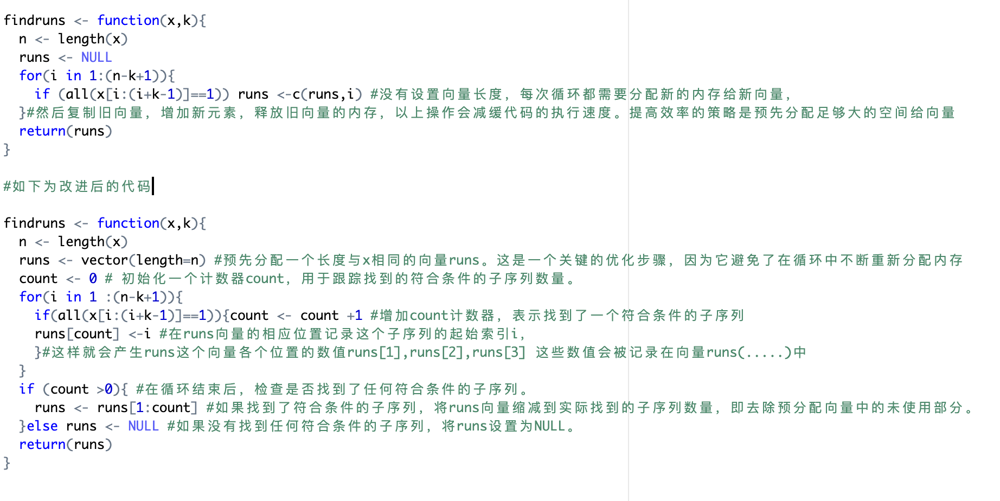 findruns <- function(x,k){
  n <- length(x)
  runs <- NULL
  for(i in 1:(n-k+1)){
    if (all(x[i:(i+k-1)]==1)) runs <-c(runs,i) #没有设置向量长度，每次循环都需要分配新的内存给新向量，
  }#然后复制旧向量，增加新元素，释放旧向量的内存，以上操作会减缓代码的执行速度。提高效率的策略是预先分配足够大的空间给向量
  return(runs)
}
#如下为改进后的代码
findruns <- function(x,k){
  n <- length(x)
  runs <- vector(length=n) #预先分配一个长度与x相同的向量runs。这是一个关键的优化步骤，因为它避免了在循环中不断重新分配内存
  count <- 0 # 初始化一个计数器count，用于跟踪找到的符合条件的子序列数量。
  for(i in 1 :(n-k+1)){
    if(all(x[i:(i+k-1)]==1)){count <- count +1 #增加count计数器，表示找到了一个符合条件的子序列
    runs[count] <-i #在runs向量的相应位置记录这个子序列的起始索引i，
    }#这样就会产生runs这个向量各个位置的数值runs[1],runs[2],runs[3] 这些数值会被记录在向量runs(.....)中
  }
  if (count >0){ #在循环结束后，检查是否找到了任何符合条件的子序列。
    runs <- runs[1:count] #如果找到了符合条件的子序列，将runs向量缩减到实际找到的子序列数量，即去除预分配向量中的未使用部分。
  }else runs <- NULL #如果没有找到任何符合条件的子序列，将runs设置为NULL。
  return(runs)
}